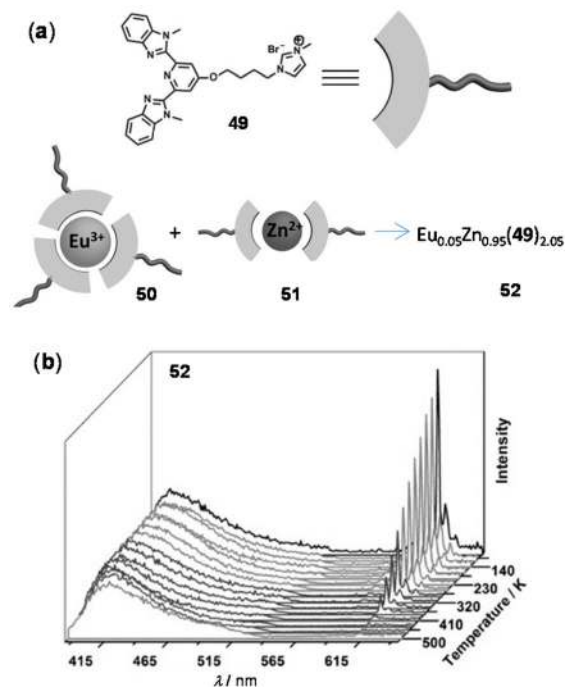 (a)
N
N
N
N
N
O
Br⁻
⊕
N
N
49
Eu³⁺
+
Zn²⁺
Eu₀.₀₅Zn₀.₉₅(49)₂.₀₅
50
51
52
(b)
52
Intensity
140
230
320
410
500
Temperature / K
415
465
515
565
615
λ / nm